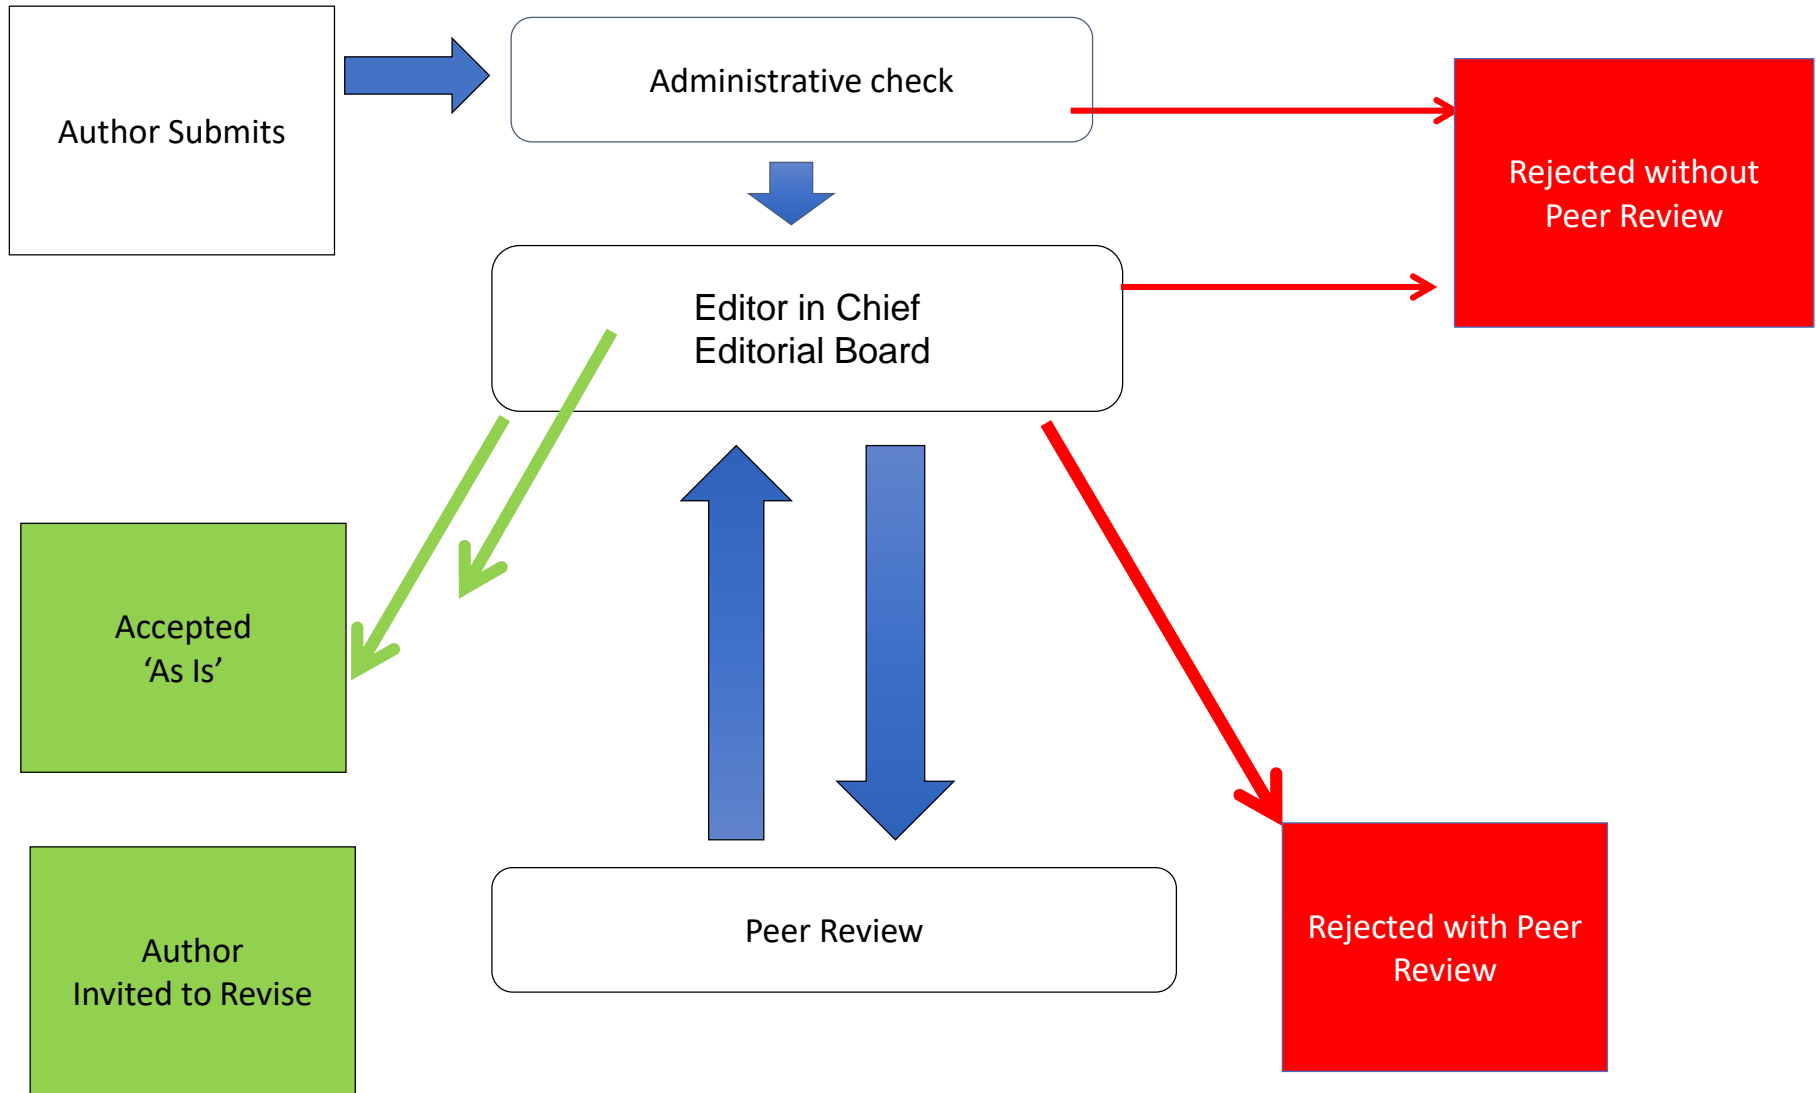 Author Submits
Administrative check
Rejected without
Peer Review
Editor in Chief
Editorial Board
Accepted
‘As Is’
Author
Invited to Revise
Peer Review
Rejected with Peer
Review